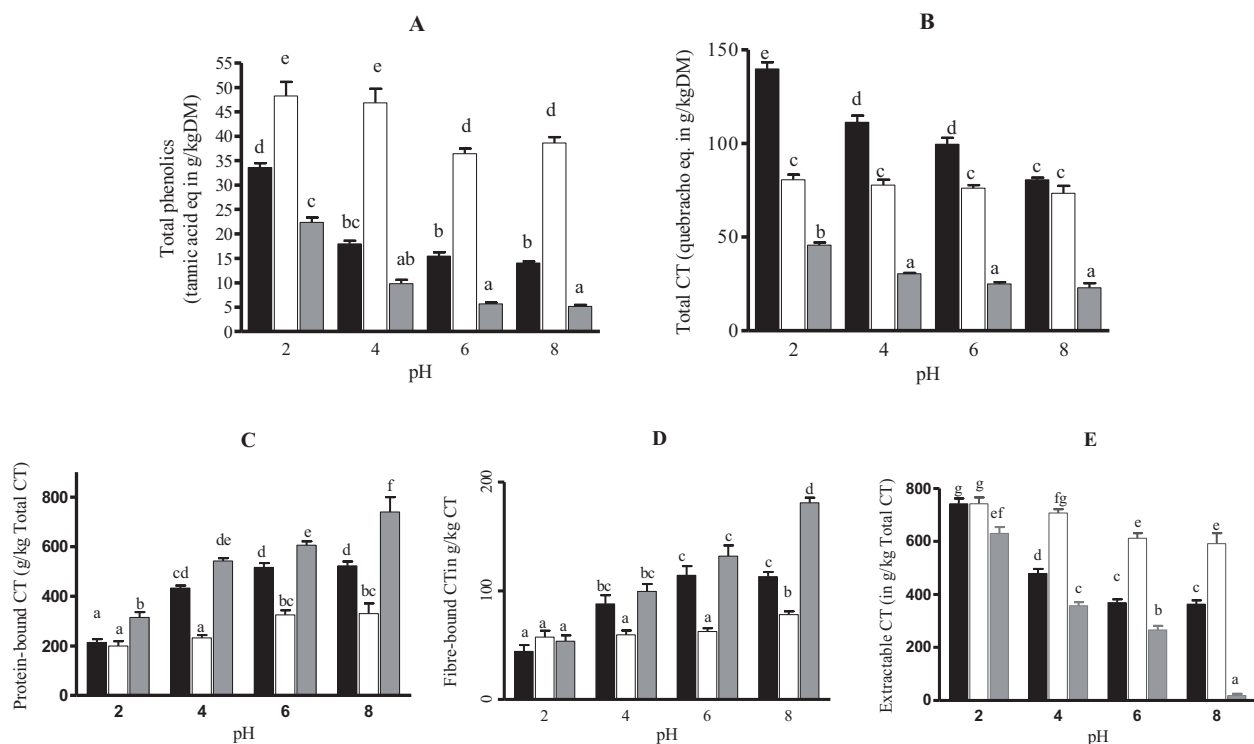 A
Total phenolics
(tannic acid eq in g/kgDM)
55
50
45
40
35
30
25
20
15
10
5
0
d e c
bc e ab
b d a
b d a
2 4 6 8
pH
B
Total CT (quebracho eq. in g/kgDM)
150
100
50
0
e c b
d c a
d c a
c c a
2 4 6 8
pH
C
Protein-bound CT (g/kg Total CT)
800
600
400
200
0
a a b
cd a de
d bc e
d bc f
2 4 6 8
pH
D
Fibre-bound CTin g/kg CT
200
100
0
a a a
bc a bc
c a c
c b d
2 4 6 8
pH
E
Extractable CT (in g/kg Total CT)
800
600
400
200
0
g g ef
d fg c
c e b
c e a
2 4 6 8
pH